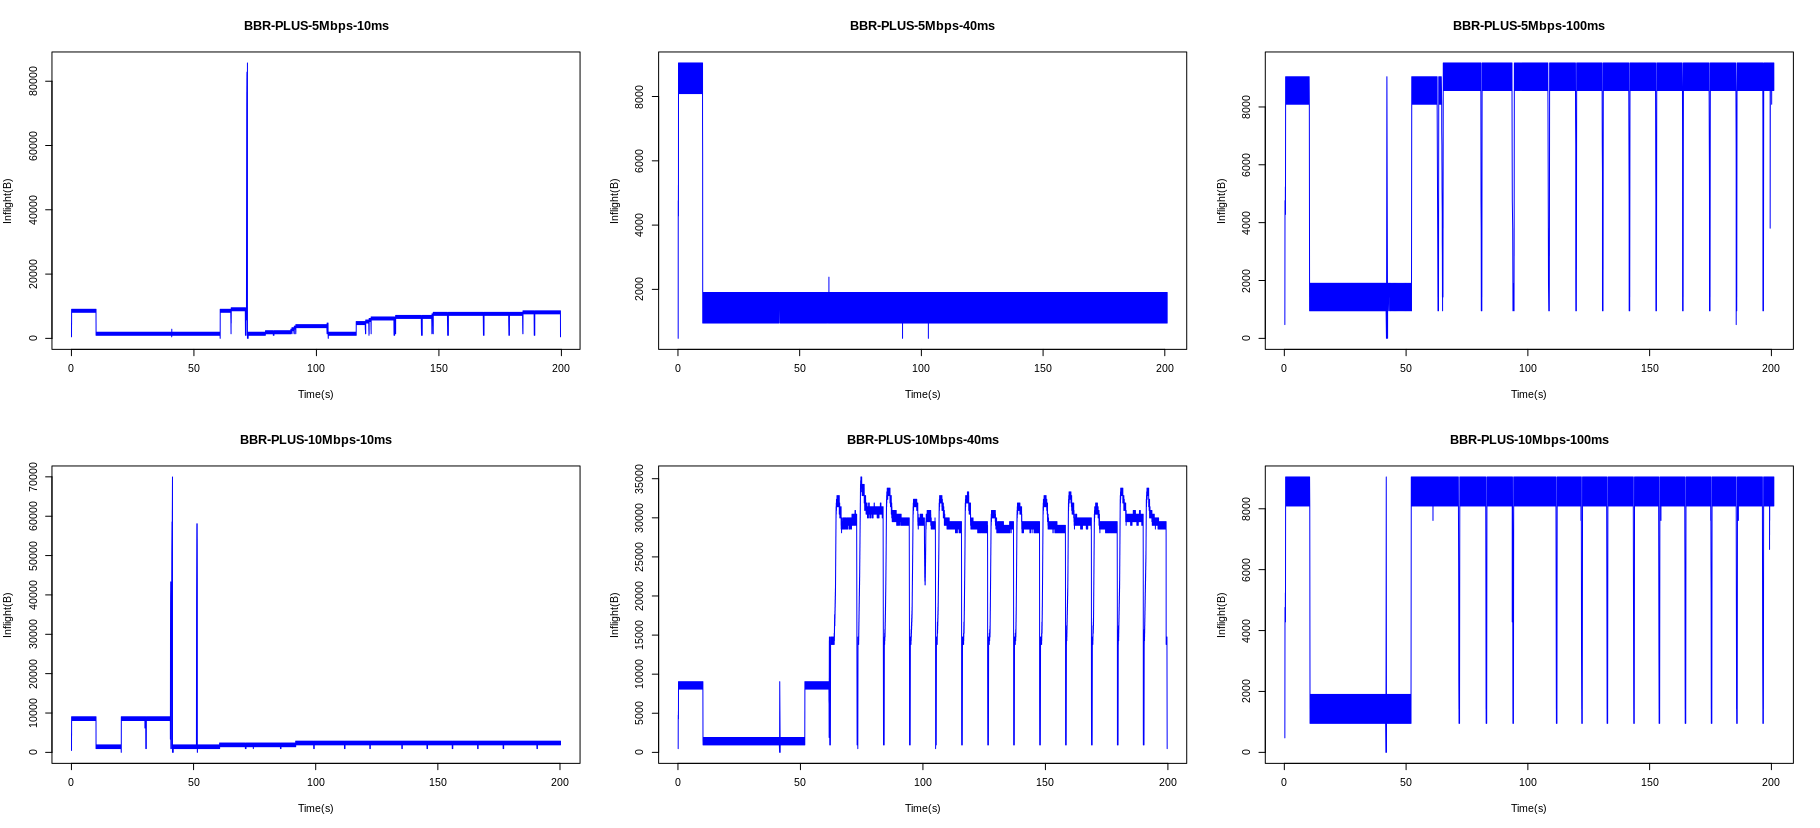 BBR-PLUS-5Mbps-10ms
Inflight(B)
80000
60000
40000
20000
0
0 50 100 150 200
Time(s)
BBR-PLUS-5Mbps-40ms
Inflight(B)
8000
6000
4000
2000
0 50 100 150 200
Time(s)
BBR-PLUS-5Mbps-100ms
Inflight(B)
8000
6000
4000
2000
0
0 50 100 150 200
Time(s)
BBR-PLUS-10Mbps-10ms
Inflight(B)
70000
60000
50000
40000
30000
20000
10000
0
0 50 100 150 200
Time(s)
BBR-PLUS-10Mbps-40ms
Inflight(B)
35000
30000
25000
20000
15000
10000
5000
0
0 50 100 150 200
Time(s)
BBR-PLUS-10Mbps-100ms
Inflight(B)
8000
6000
4000
2000
0
0 50 100 150 200
Time(s)